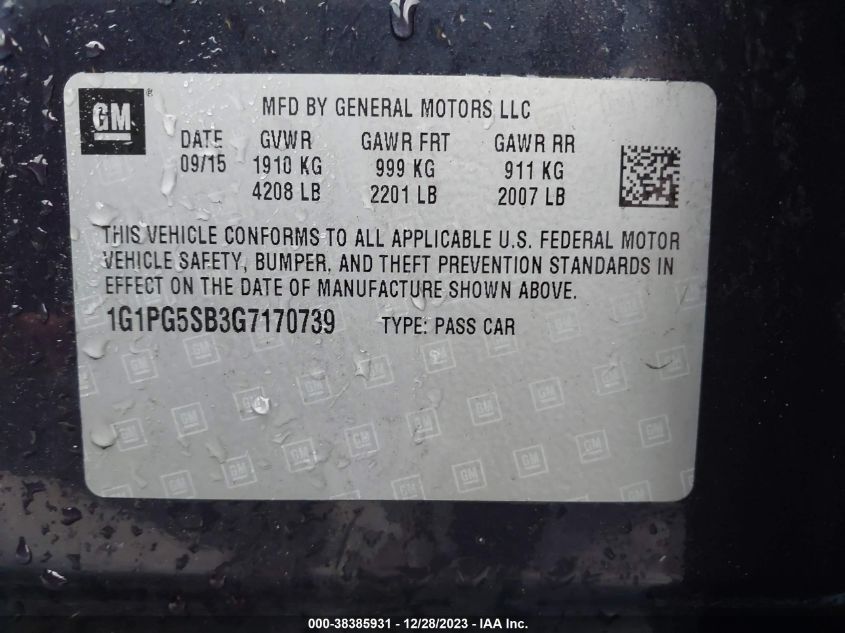 GM ®
MFD BY GENERAL MOTORS LLC
DATE GVWR GAWR FRT GAWR RR
09/15 1910 KG 999 KG 911 KG
4208 LB 2201 LB 2007 LB
THIS VEHICLE CONFORMS TO ALL APPLICABLE U.S. FEDERAL MOTOR
VEHICLE SAFETY, BUMPER, AND THEFT PREVENTION STANDARDS IN
EFFECT ON THE DATE OF MANUFACTURE SHOWN ABOVE.
1G1PG5SB3G7170739 TYPE: PASS CAR
000-38385931 - 12/28/2023 - IAA Inc.